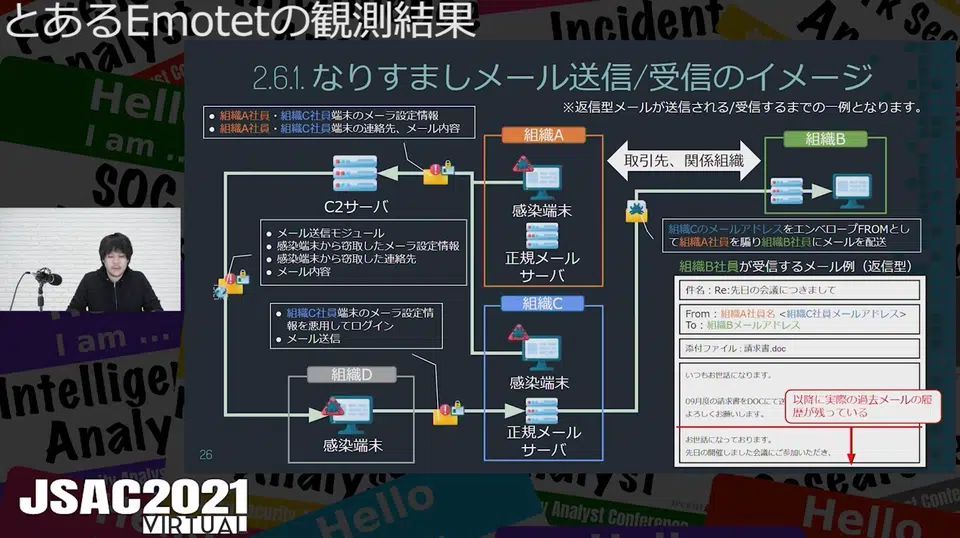 とあるEmotetの観測結果
2.6.1. なりすましメール送信/受信のイメージ
※返信型メールが送信される/受信するまでの一例となります。
● 組織A社員・組織C社員端末のメーラ設定情報
● 組織A社員・組織C社員端末の連絡先、メール内容
組織A
取引先、関係組織
組織B
C2サーバ
感染端末
正規メール
サーバ
● メール送信モジュール
● 感染端末から窃取したメーラ設定情報
● 感染端末から窃取した連絡先
● メール内容
組織CのメールアドレスをエンベロープFROMとし
て組織A社員を騙り組織B社員にメールを配送
組織B社員が受信するメール例（返信型）
件名：Re:先日の会議につきまして
From：組織A社員名 <組織C社員メールアドレス>
To：組織Bメールアドレス
添付ファイル：請求書.doc
いつもお世話になります。
09月度の請求書をDOCにて送
よろしくお願いします。
以降に実際の過去メールの履
歴が残っている
お世話になっております。
先日の開催しました会議にご参加いただき、
● 組織C社員端末のメーラ設定情
報を悪用してログイン
● メール送信
組織C
感染端末
正規メール
サーバ
組織D
感染端末
26
Hello
I am ...
SOC
Analyst
Incident
I am ...
Intelligen
Analyst
Hello
Analyst Conference
Hello
JSAC2021
VIRTUAL